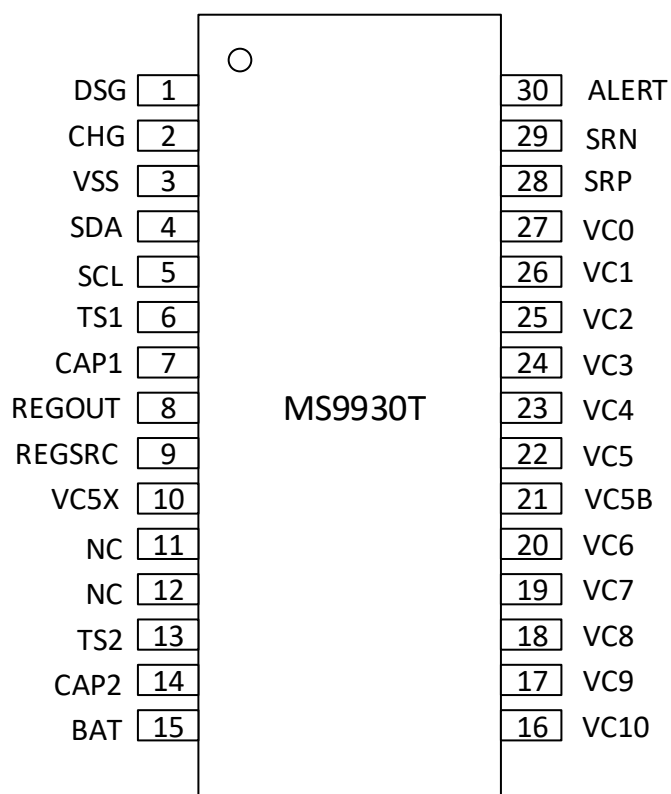 DSG 1 30 ALERT
CHG 2 29 SRN
VSS 3 28 SRP
SDA 4 27 VC0
SCL 5 26 VC1
TS1 6 25 VC2
CAP1 7 24 VC3
REGOUT 8 MS9930T 23 VC4
REGSRC 9 22 VC5
VC5X 10 21 VC5B
NC 11 20 VC6
NC 12 19 VC7
TS2 13 18 VC8
CAP2 14 17 VC9
BAT 15 16 VC10